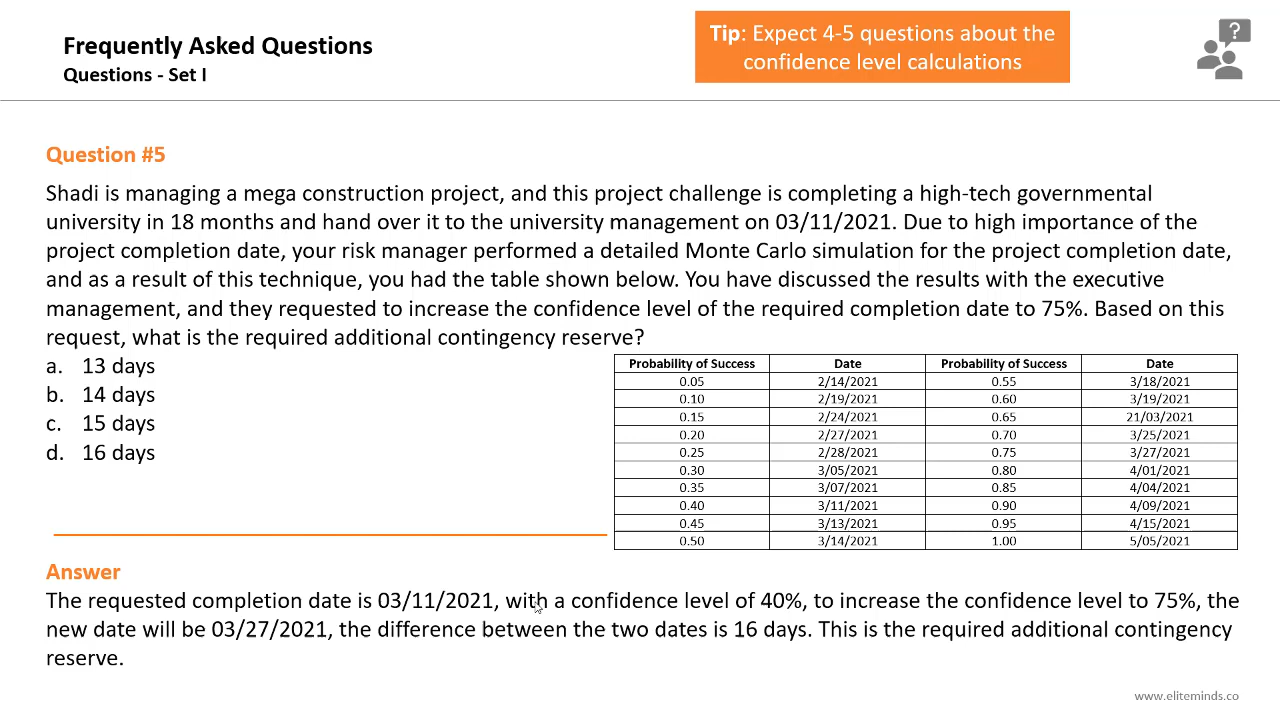 Frequently Asked Questions
Questions - Set I
Tip: Expect 4-5 questions about the
confidence level calculations
?
Question #5
Shadi is managing a mega construction project, and this project challenge is completing a high-tech governmental
university in 18 months and hand over it to the university management on 03/11/2021. Due to high importance of the
project completion date, your risk manager performed a detailed Monte Carlo simulation for the project completion date,
and as a result of this technique, you had the table shown below. You have discussed the results with the executive
management, and they requested to increase the confidence level of the required completion date to 75%. Based on this
request, what is the required additional contingency reserve?
a. 13 days
b. 14 days
c. 15 days
d. 16 days
Probability of Success Date Probability of Success Date
0.05 2/14/2021 0.55 3/18/2021
0.10 2/19/2021 0.60 3/19/2021
0.15 2/24/2021 0.65 21/03/2021
0.20 2/27/2021 0.70 3/25/2021
0.25 2/28/2021 0.75 3/27/2021
0.30 3/05/2021 0.80 4/01/2021
0.35 3/07/2021 0.85 4/04/2021
0.40 3/11/2021 0.90 4/09/2021
0.45 3/13/2021 0.95 4/15/2021
0.50 3/14/2021 1.00 5/05/2021
Answer
The requested completion date is 03/11/2021, with a confidence level of 40%, to increase the confidence level to 75%, the
new date will be 03/27/2021, the difference between the two dates is 16 days. This is the required additional contingency
reserve.
www.eliteminds.co